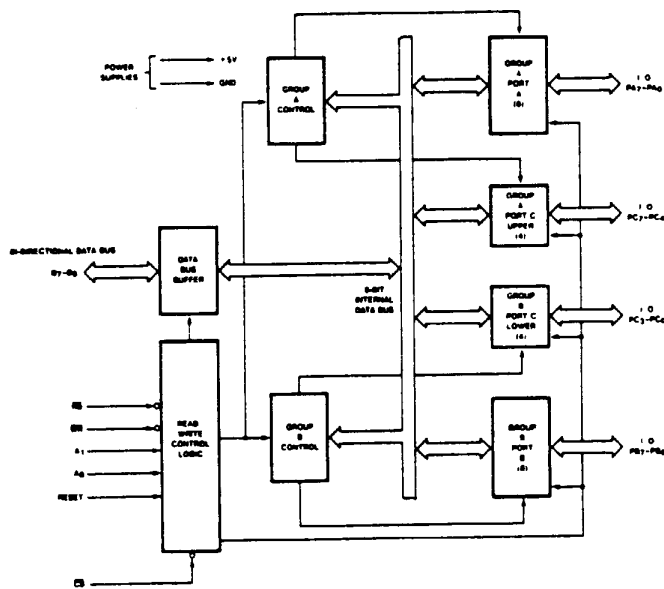 POWER
SUPPLIES
+5V
GND
GROUP
A
CONTROL
GROUP
A
PORT
A
(8)
I O
PA7-PA0
GROUP
A
PORT C
UPPER
(4)
I O
PC7-PC4
BI-DIRECTIONAL DATA BUS
D7-D0
DATA
BUS
BUFFER
8-BIT
INTERNAL
DATA BUS
GROUP
B
PORT C
LOWER
(4)
I O
PC3-PC0
RD
WR
A1
A0
RESET
READ
WRITE
CONTROL
LOGIC
GROUP
B
CONTROL
GROUP
B
PORT
B
(8)
I O
PB7-PB0
CS